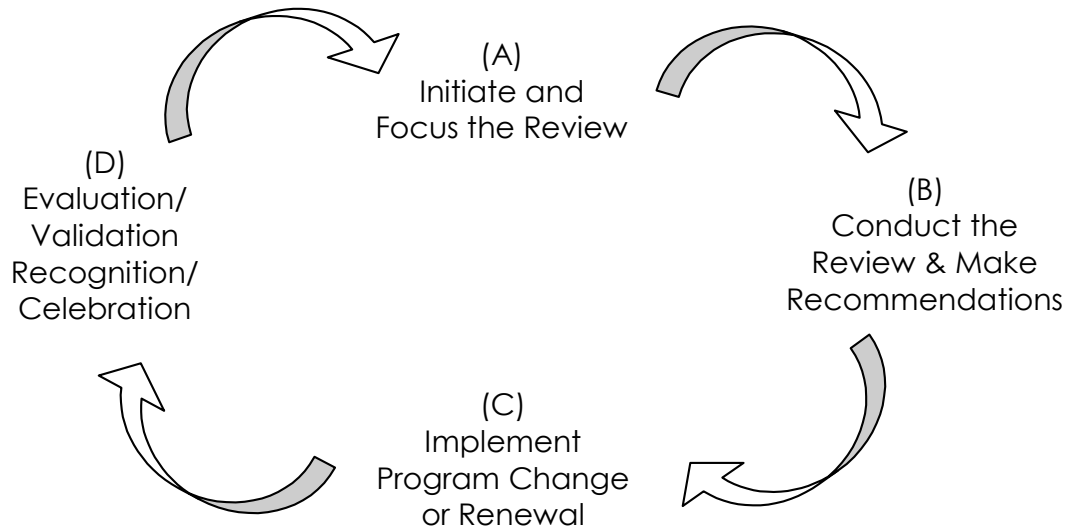 (A)
Initiate and
Focus the Review
(B)
Conduct the
Review & Make
Recommendations
(C)
Implement
Program Change
or Renewal
(D)
Evaluation/
Validation
Recognition/
Celebration